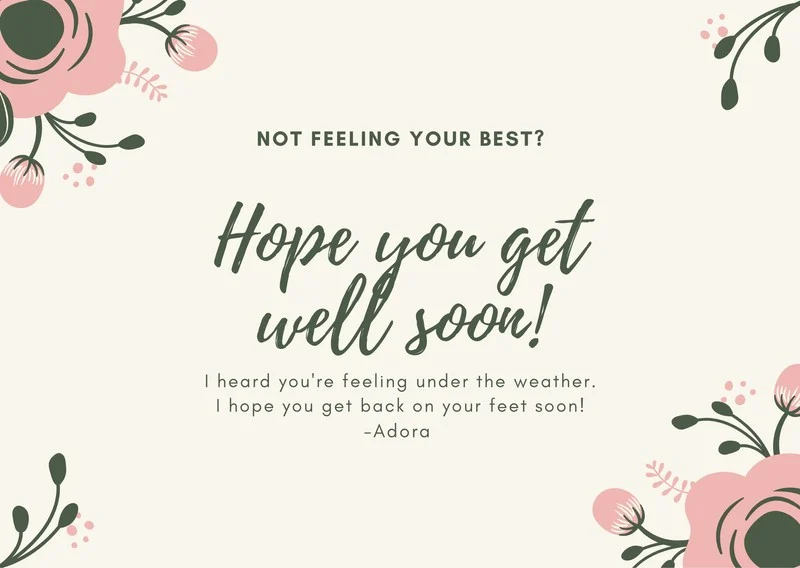 NOT FEELING YOUR BEST?
Hope you get
well soon!
I heard you're feeling under the weather.
I hope you get back on your feet soon!
-Adora